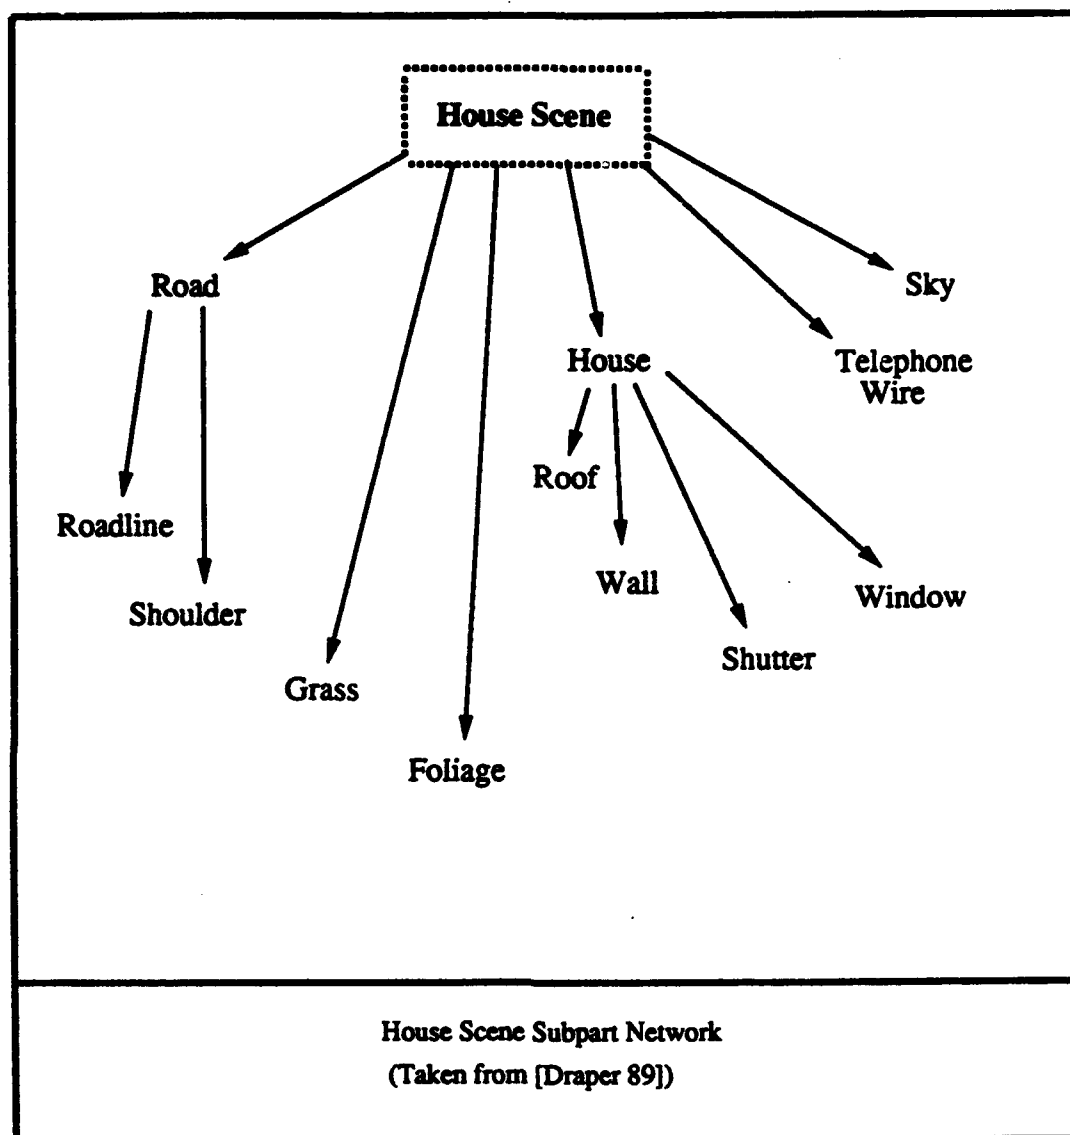 House Scene
Road
Sky
House
Telephone
Wire
Roof
Roadline
Wall
Window
Shoulder
Shutter
Grass
Foliage
House Scene Subpart Network
(Taken from [Draper 89])